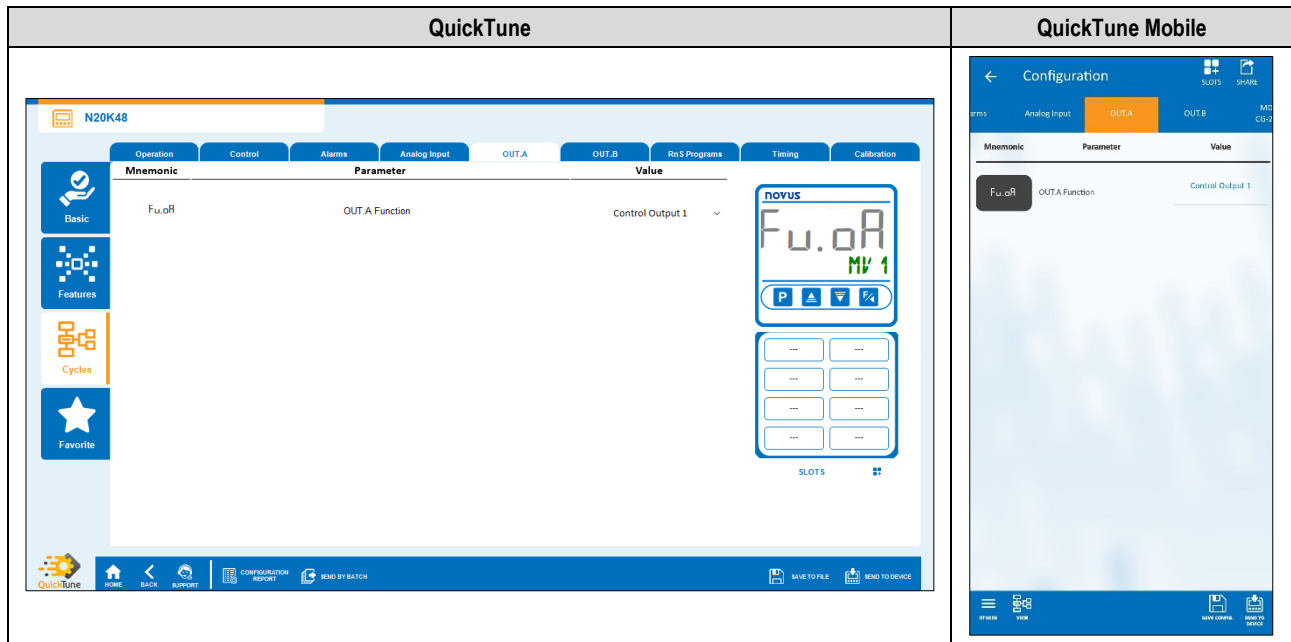 QuickTune
QuickTune Mobile
N20K48
Operation
Control
Alarms
Analog Input
OUT.A
OUT.B
RnS Programs
Timing
Calibration
Mnemonic
Parameter
Value
Fu.oA
OUT.A Function
Control Output 1
Basic
Features
Cycles
Favorite
novus
Fu.oA
MV 1
P
F/
---
---
---
---
---
---
---
---
SLOTS
QuickTune
HOME
BACK
SUPPORT
CONFIGURATION
REPORT
SEND BY BATCH
SAVE TO FILE
SEND TO DEVICE
Configuration
SLOTS
SHARE
arms
Analog Input
OUT.A
OUT.B
MD
CG-2
Mnemonic
Parameter
Value
Fu.oA
OUT.A Function
Control Output 1
OTHERS
VIEW
SAVE CONFIG.
SEND TO
DEVICE